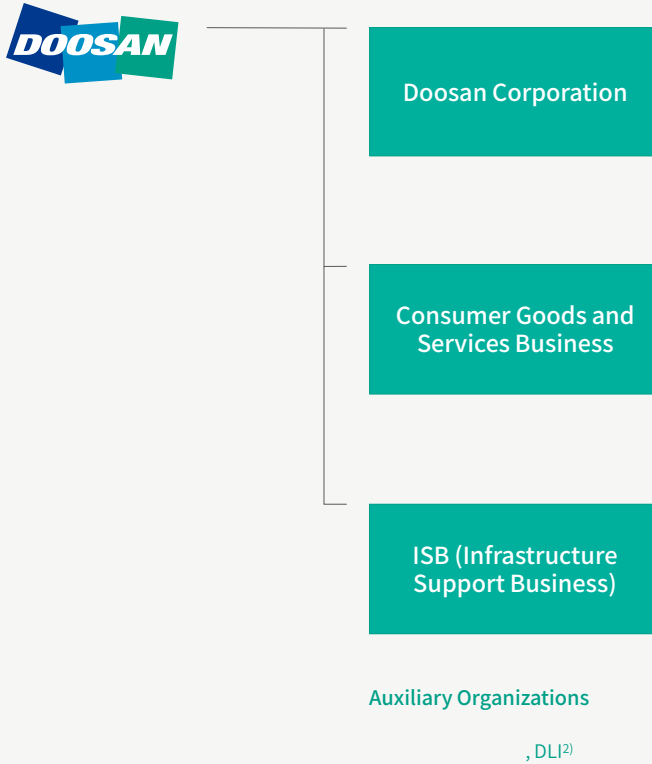 DOOSAN
Doosan Corporation
Consumer Goods and
Services Business
ISB (Infrastructure
Support Business)
Auxiliary Organizations
, DLI2)